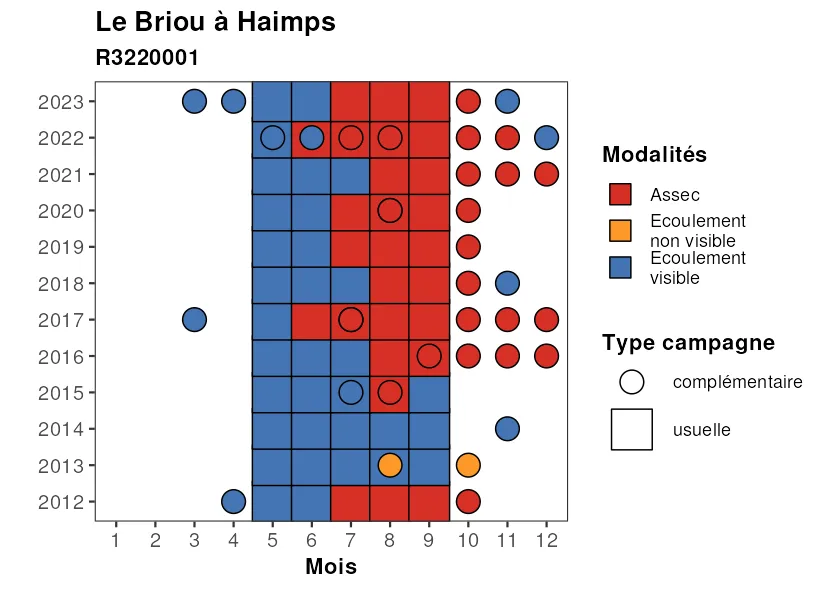 Le Briou à Haimps
R3220001
2023
2022
2021
2020
2019
2018
2017
2016
2015
2014
2013
2012
1 2 3 4 5 6 7 8 9 10 11 12
Mois
Modalités
Assec
Ecoulement
non visible
Ecoulement
visible
Type campagne
complémentaire
usuelle